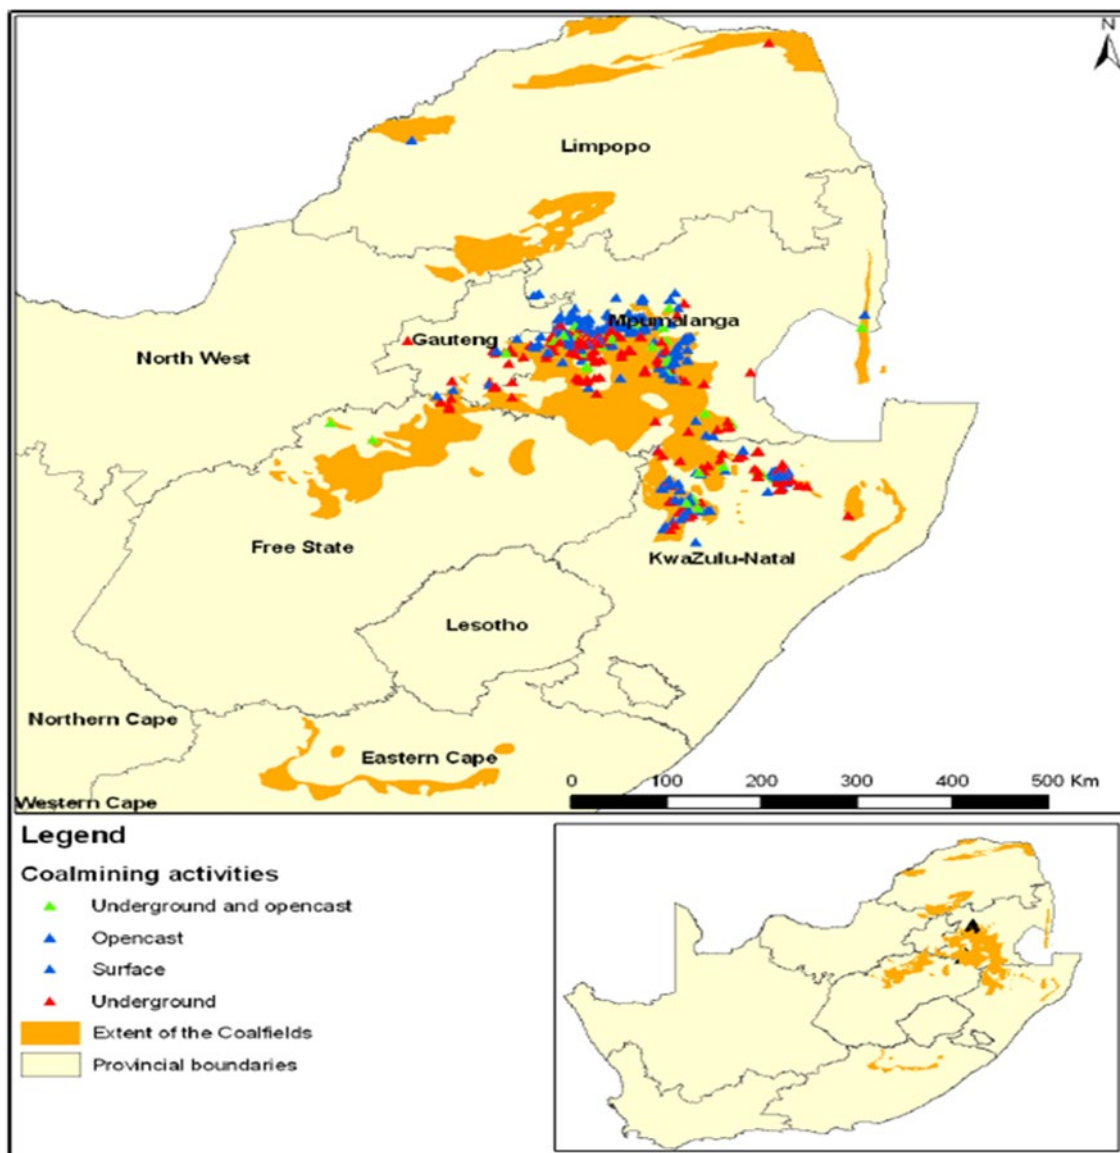 N
Limpopo
Mpumalanga
Gauteng
North West
Free State
KwaZulu-Natal
Lesotho
Northern Cape
Eastern Cape
Western Cape
0 100 200 300 400 500 Km
Legend
Coalmining activities
Underground and opencast
Opencast
Surface
Underground
Extent of the Coalfields
Provincial boundaries